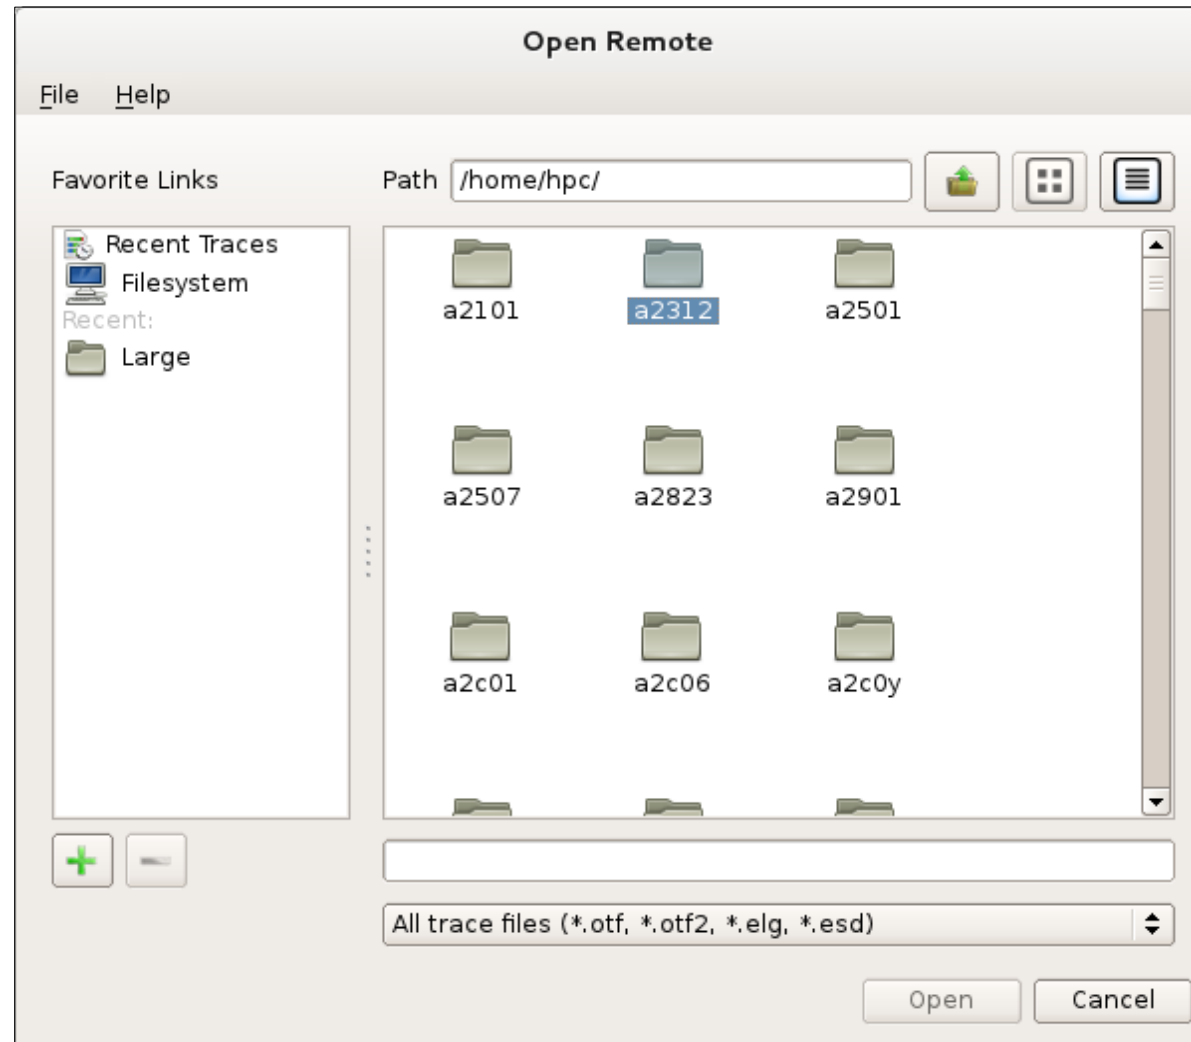 Open Remote
File Help
Favorite Links Path /home/hpc/
Recent Traces
Filesystem
Recent:
Large
a2101 a2312 a2501
a2507 a2823 a2901
a2c01 a2c06 a2c0y
All trace files (*.otf, *.otf2, *.elg, *.esd)
Open Cancel